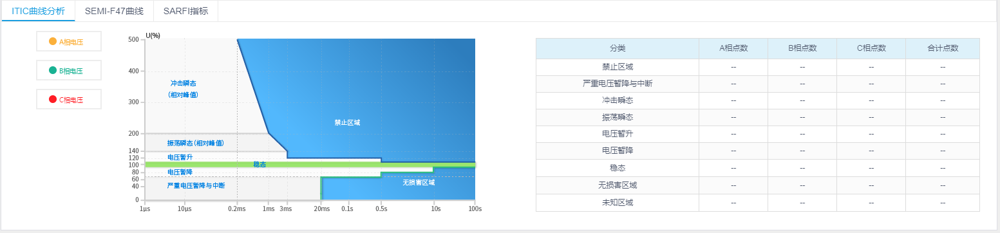 ITIC曲线分析 SEMI-F47曲线 SARFI指标
A相电压
B相电压
C相电压
U(%)
500
400
300
200
140
120
100
80
60
40
0
冲击瞬态
(相对峰值)
禁止区域
振荡瞬态(相对峰值)
电压暂升
稳态
电压暂降
无损害区域
严重电压暂降与中断
1μs 10μs 0.2ms 1ms 3ms 20ms 0.1s 0.5s 10s 100s
分类 A相点数 B相点数 C相点数 合计点数
禁止区域 -- -- -- --
严重电压暂降与中断 -- -- -- --
冲击瞬态 -- -- -- --
振荡瞬态 -- -- -- --
电压暂升 -- -- -- --
电压暂降 -- -- -- --
稳态 -- -- -- --
无损害区域 -- -- -- --
未知区域 -- -- -- --